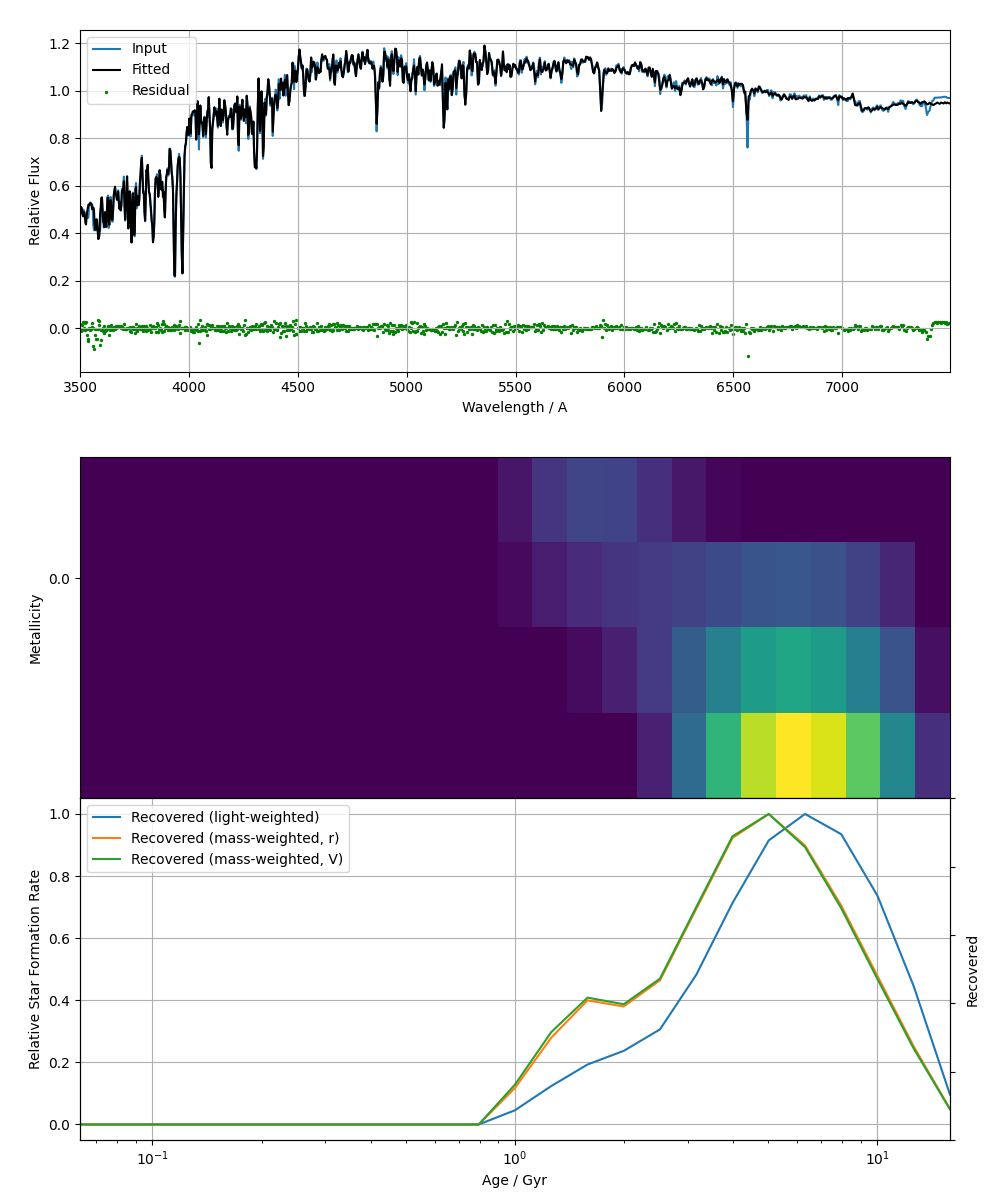 1.2
1.0
0.8
0.6
0.4
0.2
0.0
Relative Flux
Input
Fitted
Residual
3500
4000
4500
5000
5500
6000
6500
7000
Wavelength / A
0.0
Metallicity
1.0
0.8
0.6
0.4
0.2
0.0
Relative Star Formation Rate
Recovered (light-weighted)
Recovered (mass-weighted, r)
Recovered (mass-weighted, V)
Recovered
10⁻¹
10⁰
10¹
Age / Gyr